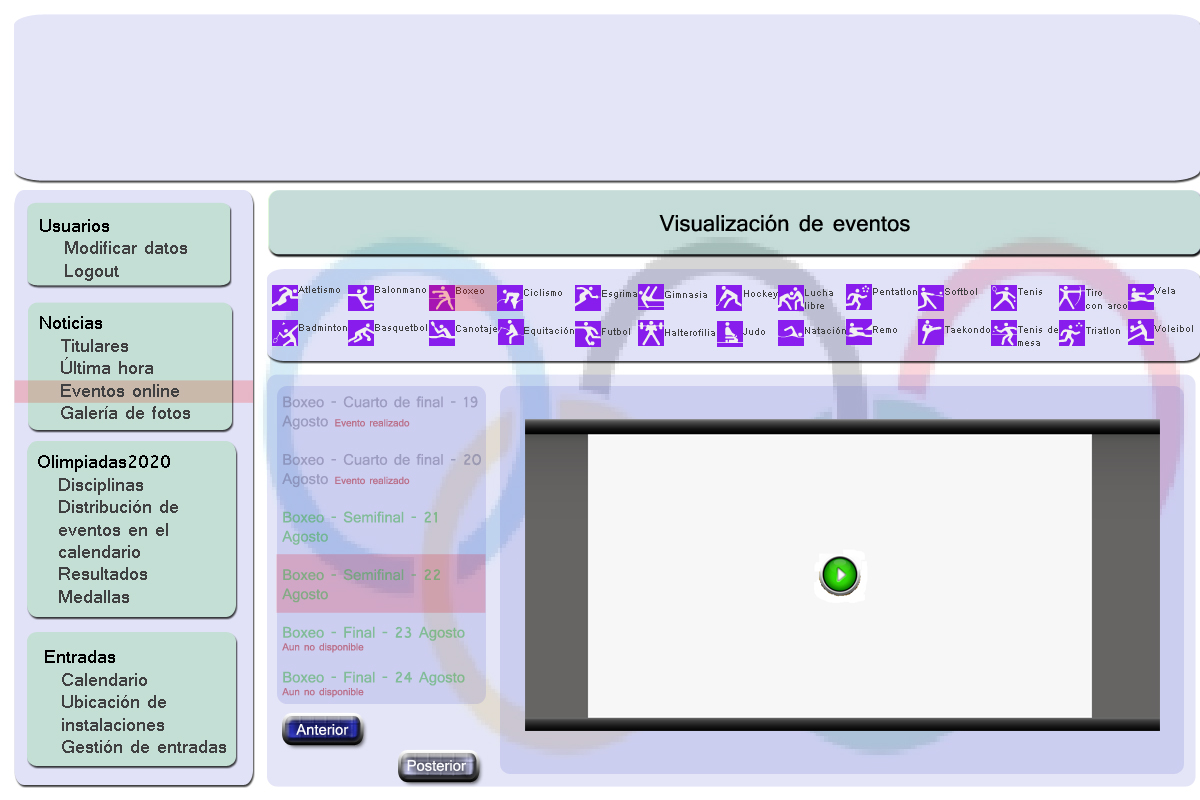 Usuarios
Modificar datos
Logout
Noticias
Titulares
Última hora
Eventos online
Galería de fotos
Olimpiadas2020
Disciplinas
Distribución de
eventos en el
calendario
Resultados
Medallas
Entradas
Calendario
Ubicación de
instalaciones
Gestión de entradas
Visualización de eventos
Atletismo
Balonmano
Boxeo
Ciclismo
Esgrima
Gimnasia
Hockey
Lucha
libre
Pentatlon
Softbol
Tenis
Tiro
con arco
Vela
Badminton
Basquetbol
Canotaje
Equitación
Futbol
Halterofilia
Judo
Natación
Remo
Taekondo
Tenis de
mesa
Triatlon
Voleibol
Boxeo - Cuarto de final - 19
Agosto Evento realizado
Boxeo - Cuarto de final - 20
Agosto Evento realizado
Boxeo - Semifinal - 21
Agosto
Boxeo - Semifinal - 22
Agosto
Boxeo - Final - 23 Agosto
Aun no disponible
Boxeo - Final - 24 Agosto
Aun no disponible
Anterior
Posterior